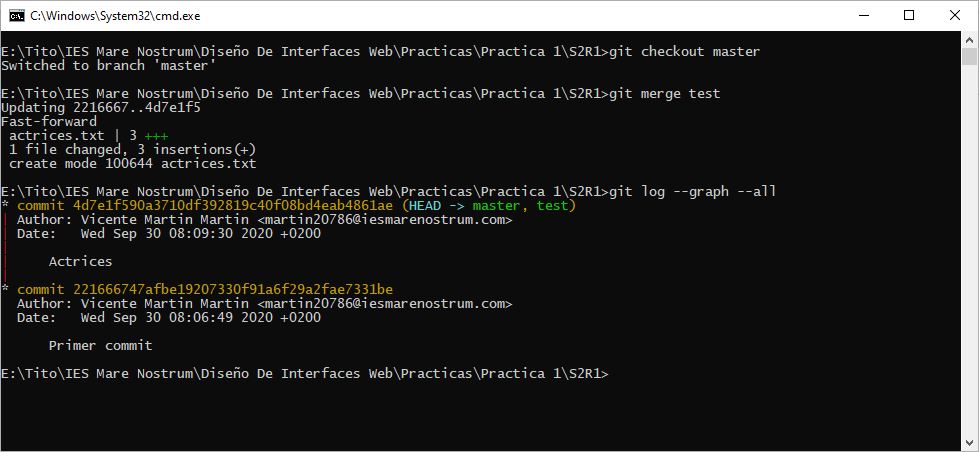 C:\Windows\System32\cmd.exe
E:\Tito\IES Mare Nostrum\Diseño De Interfaces Web\Practicas\Practica 1\S2R1>git checkout master
Switched to branch 'master'
E:\Tito\IES Mare Nostrum\Diseño De Interfaces Web\Practicas\Practica 1\S2R1>git merge test
Updating 2216667..4d7e1f5
Fast-forward
 actrices.txt | 3 +++
 1 file changed, 3 insertions(+)
 create mode 100644 actrices.txt
E:\Tito\IES Mare Nostrum\Diseño De Interfaces Web\Practicas\Practica 1\S2R1>git log --graph --all
* commit 4d7e1f590a3710df392819c40f08bd4eab4861ae (HEAD -> master, test)
| Author: Vicente Martin Martin <martin20786@iesmarenostrum.com>
| Date:   Wed Sep 30 08:09:30 2020 +0200
|
|     Actrices
|
* commit 221666747afbe19207330f91a6f29a2fae7331be
  Author: Vicente Martin Martin <martin20786@iesmarenostrum.com>
  Date:   Wed Sep 30 08:06:49 2020 +0200
      Primer commit
E:\Tito\IES Mare Nostrum\Diseño De Interfaces Web\Practicas\Practica 1\S2R1>